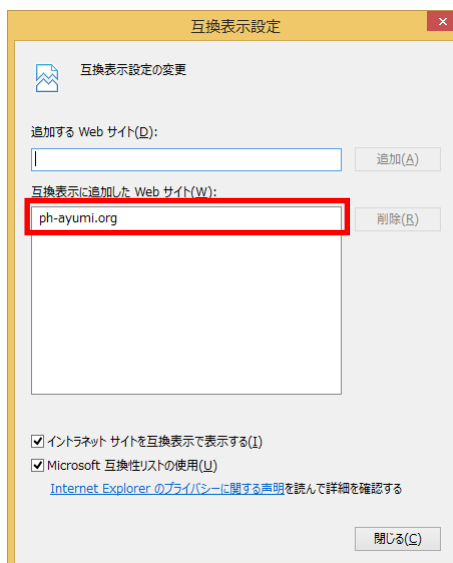 互換表示設定
互換表示設定の変更
追加する Web サイト(D):
追加(A)
互換表示に追加した Web サイト(W):
ph-ayumi.org
削除(R)
イントラネット サイトを互換表示で表示する(I)
Microsoft 互換性リストの使用(U)
Internet Explorer のプライバシーに関する声明を読んで詳細を確認する
閉じる(C)